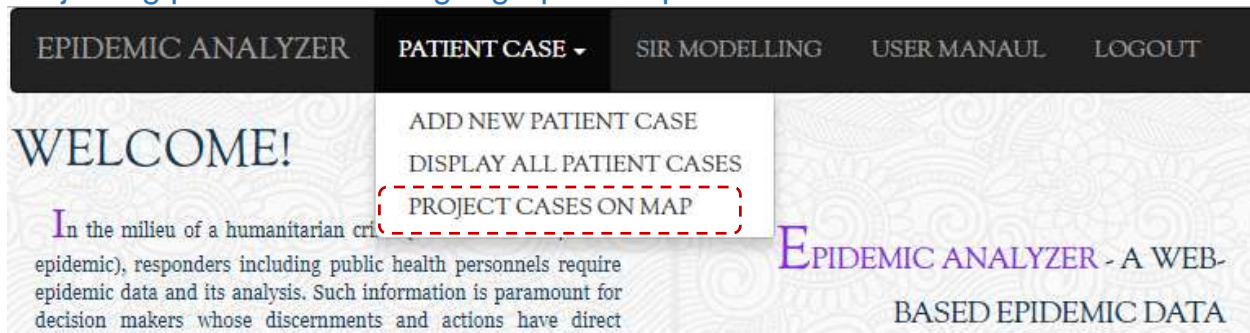 EPIDEMIC ANALYZER PATIENT CASE SIR MODELLING USER MANAUL LOGOUT
ADD NEW PATIENT CASE
DISPLAY ALL PATIENT CASES
PROJECT CASES ON MAP
WELCOME!
In the milieu of a humanitarian
epidemic), responders including public health personnels require
epidemic data and its analysis. Such information is paramount for
decision makers whose discernments and actions have direct
EPIDEMIC ANALYZER - A WEB-
BASED EPIDEMIC DATA